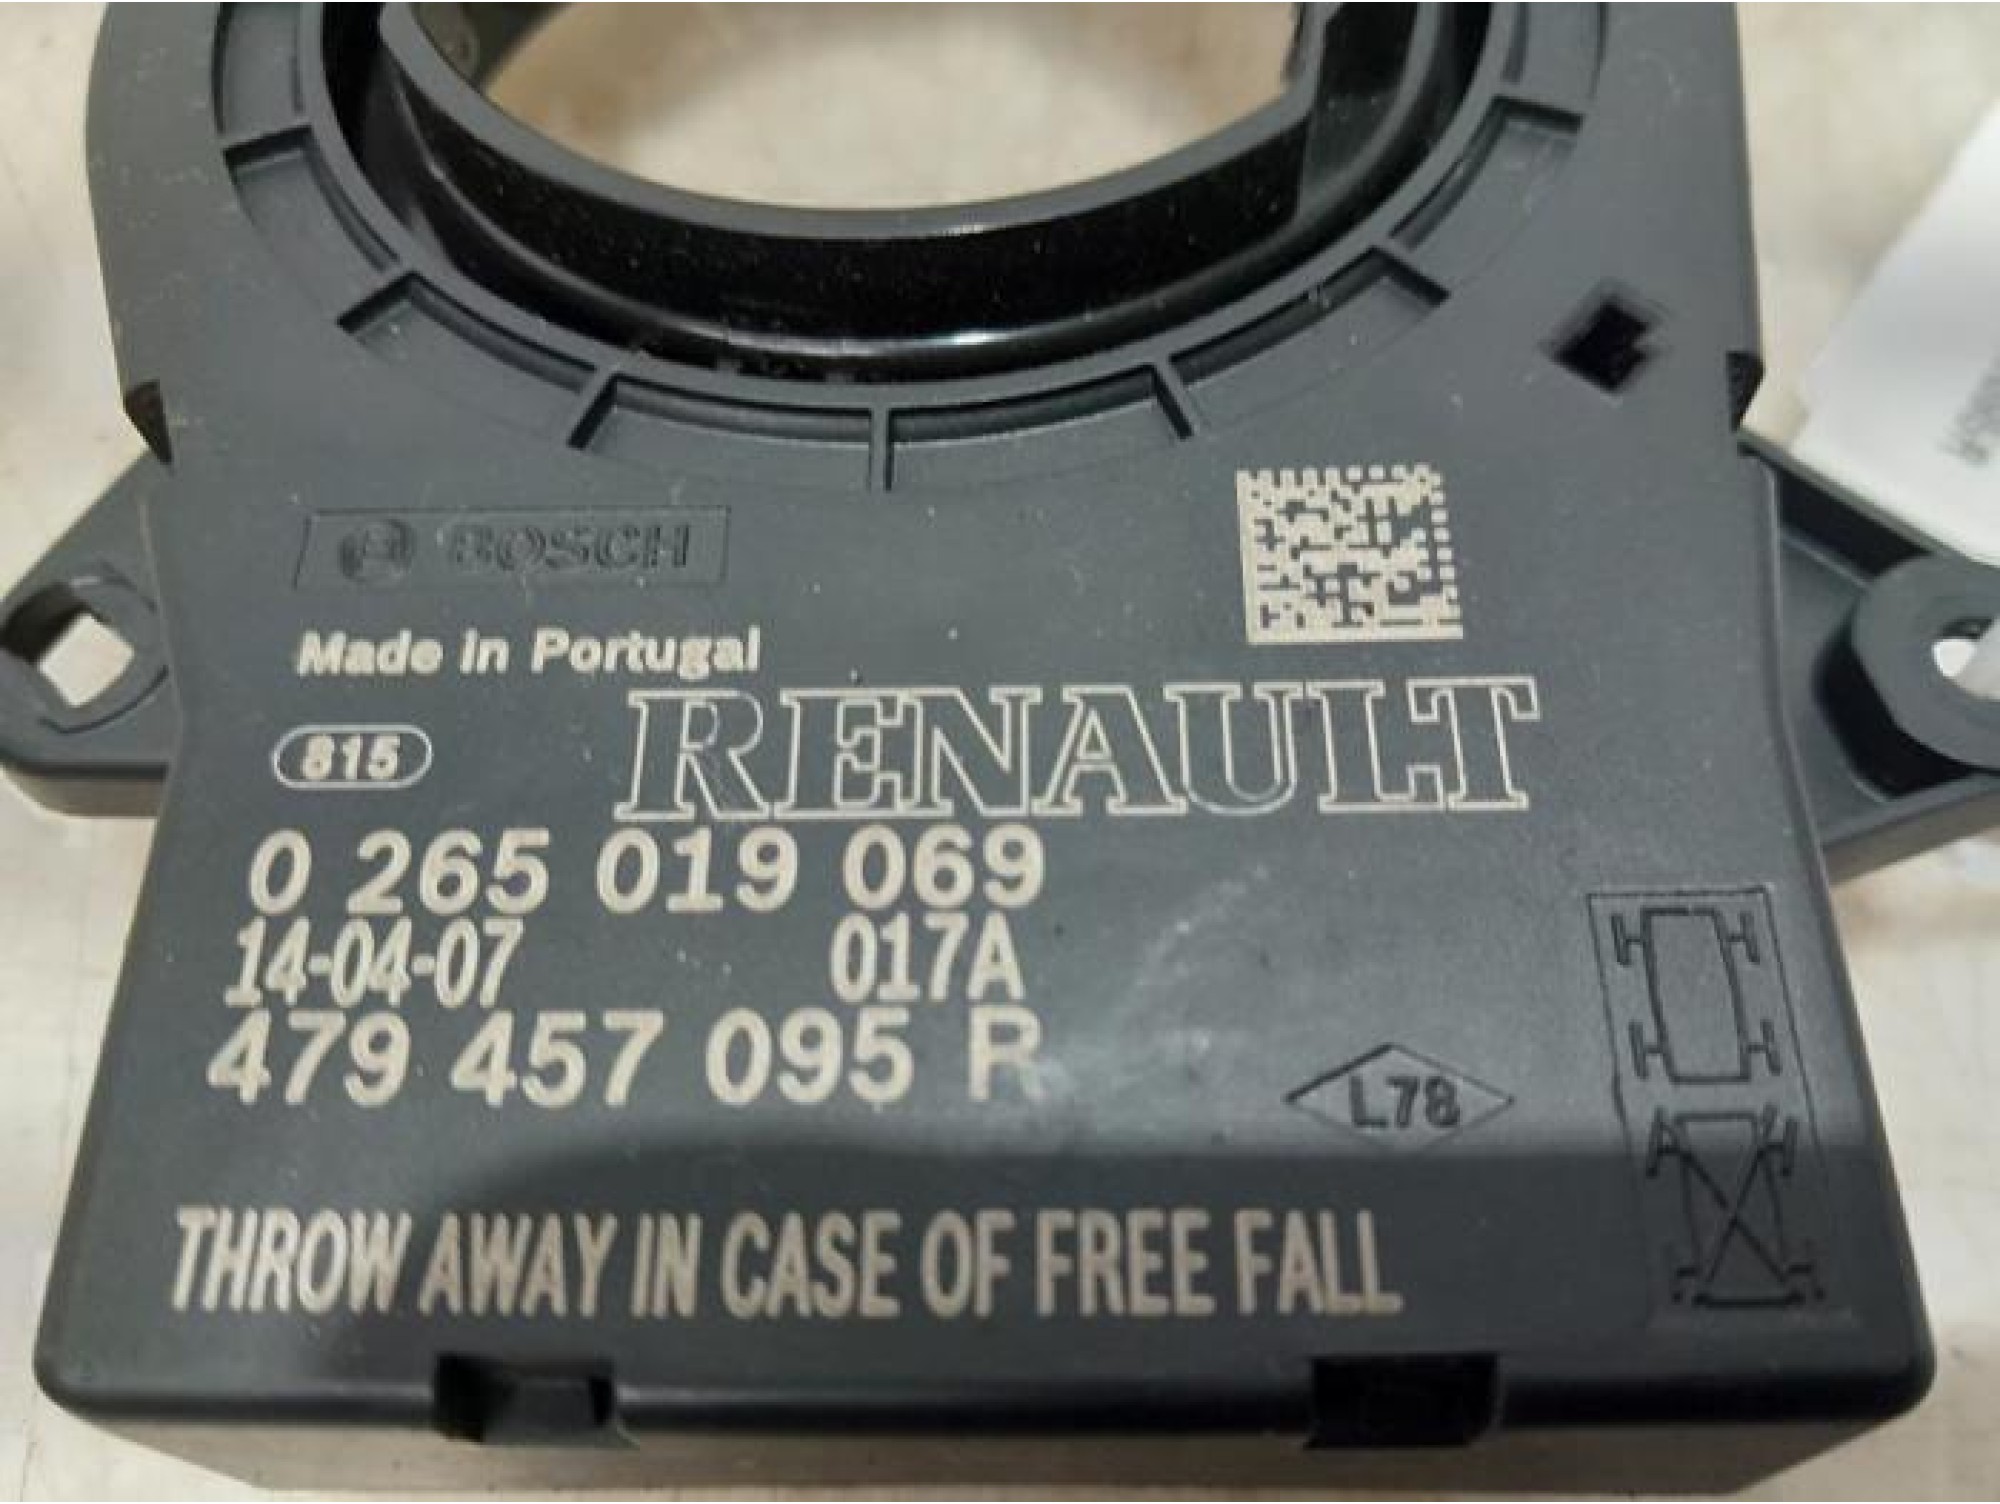 BOSCH
Made in Portugal
815
RENAULT
0 265 019 069
14-04-07 017A
479 457 095 R
L78
THROW AWAY IN CASE OF FREE FALL